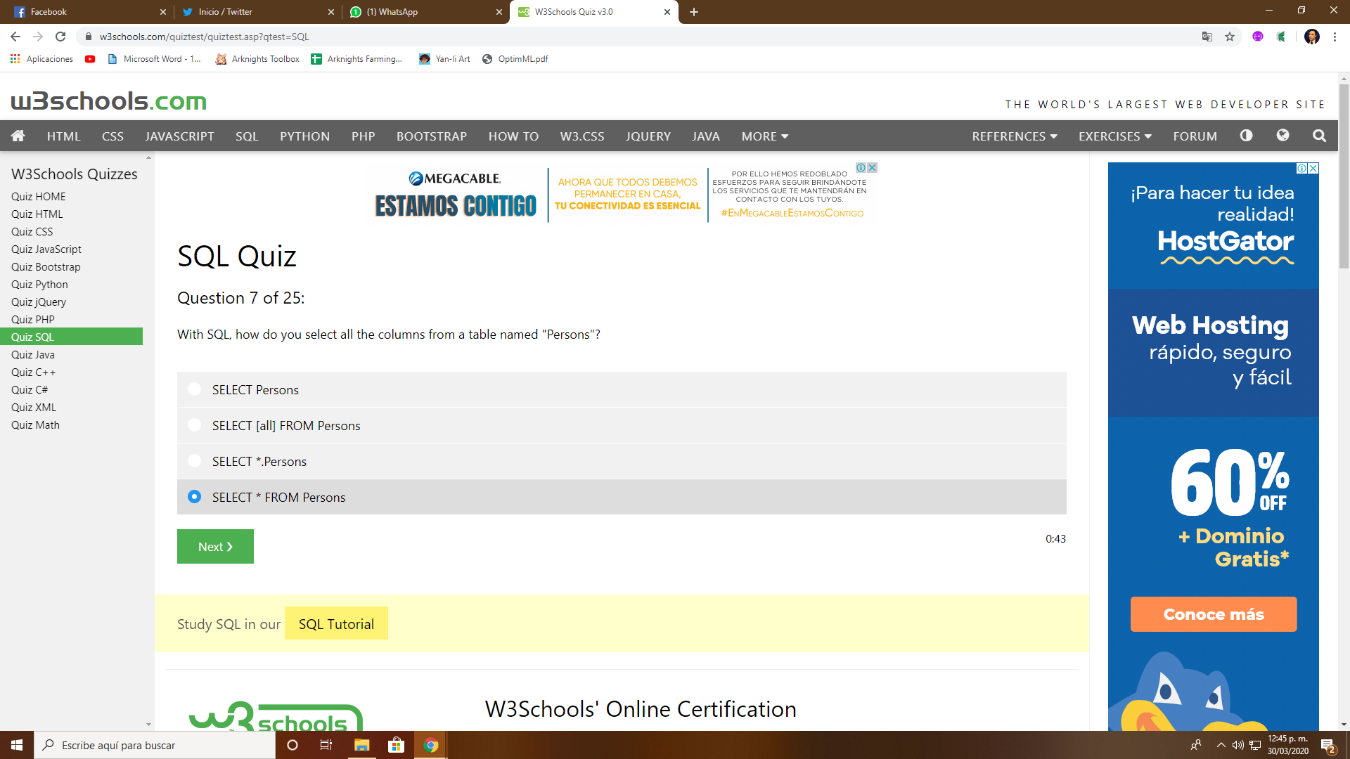 Facebook
Inicio / Twitter
(1) WhatsApp
W3Schools Quiz v3.0
w3schools.com/quiztest/quiztest.asp?qtest=SQL
Aplicaciones
Microsoft Word - 1...
Arknights Toolbox
Arknights Farming...
Yan-li Art
OptimML.pdf
w3schools.com
THE WORLD'S LARGEST WEB DEVELOPER SITE
HTML CSS JAVASCRIPT SQL PYTHON PHP BOOTSTRAP HOW TO W3.CSS JQUERY JAVA MORE REFERENCES EXERCISES FORUM
W3Schools Quizzes
Quiz HOME
Quiz HTML
Quiz CSS
Quiz JavaScript
Quiz Bootstrap
Quiz Python
Quiz jQuery
Quiz PHP
Quiz SQL
Quiz Java
Quiz C++
Quiz C#
Quiz XML
Quiz Math
MEGACABLE
ESTAMOS CONTIGO
AHORA QUE TODOS DEBEMOS
PERMANECER EN CASA,
TU CONECTIVIDAD ES ESENCIAL
POR ELLO HEMOS REDOBLADO
ESFUERZOS PARA SEGUIR BRINDÁNDOTE
LOS SERVICIOS QUE TE MANTENDRÁN EN
CONTACTO CON LOS TUYOS.
#EnMegacableEstamosContigo
SQL Quiz
Question 7 of 25:
With SQL, how do you select all the columns from a table named "Persons"?
SELECT Persons
SELECT [all] FROM Persons
SELECT *.Persons
SELECT * FROM Persons
Next ❯
0:43
Study SQL in our SQL Tutorial
w3schools
W3Schools' Online Certification
¡Para hacer tu idea
realidad!
HostGator
Web Hosting
rápido, seguro
y fácil
60% OFF
+ Dominio
Gratis*
Conoce más
Escribe aquí para buscar
12:45 p. m.
30/03/2020
2